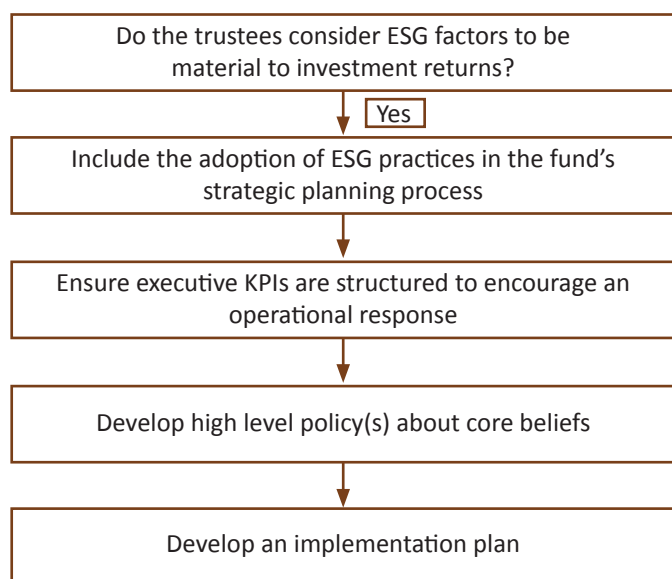 Do the trustees consider ESG factors to be
material to investment returns?
Yes
Include the adoption of ESG practices in the fund's
strategic planning process
Ensure executive KPIs are structured to encourage an
operational response
Develop high level policy(s) about core beliefs
Develop an implementation plan